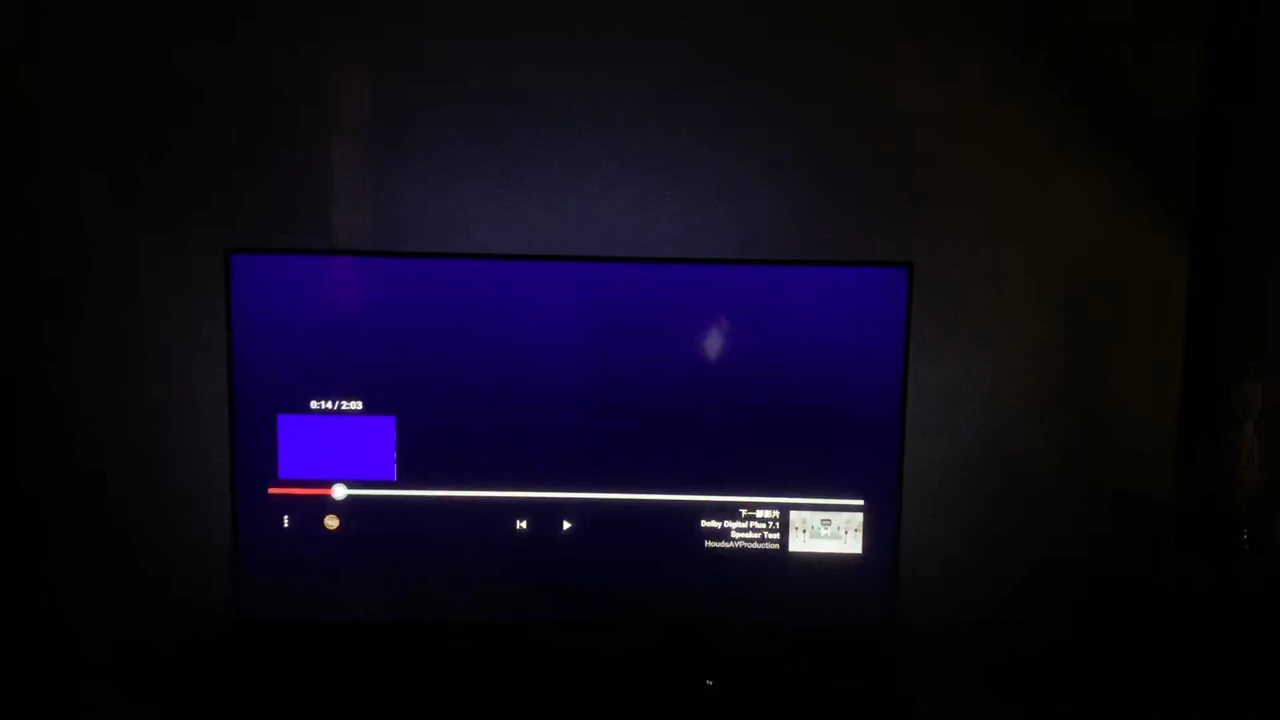 0:14 / 2:03
下一部影片
Dolby Digital Plus 7.1
Speaker Test
HoudsAVProduction